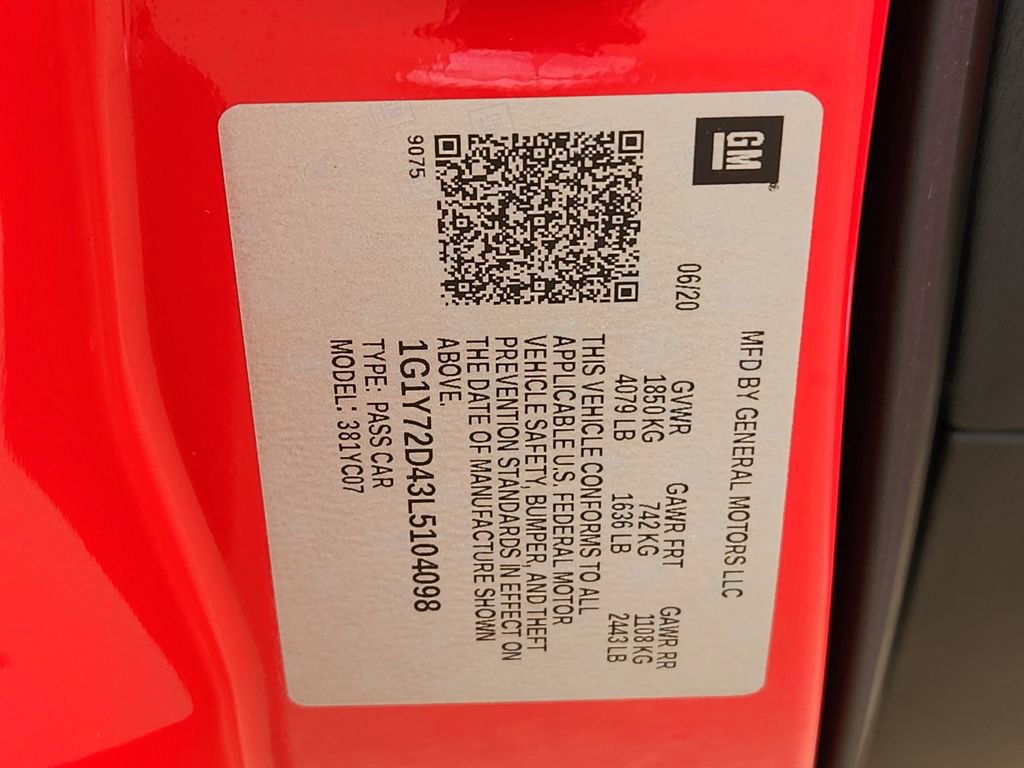 GM
MFD BY GENERAL MOTORS LLC
06/20
GVWR GAWR FRT GAWR RR
1850 KG 742 KG 1108 KG
4079 LB 1636 LB 2443 LB
THIS VEHICLE CONFORMS TO ALL
APPLICABLE U.S. FEDERAL MOTOR
VEHICLE SAFETY, BUMPER, AND THEFT
PREVENTION STANDARDS IN EFFECT ON
THE DATE OF MANUFACTURE SHOWN
ABOVE.
1G1Y72D43L5104098
TYPE: PASS CAR
MODEL: 381YC07
9075